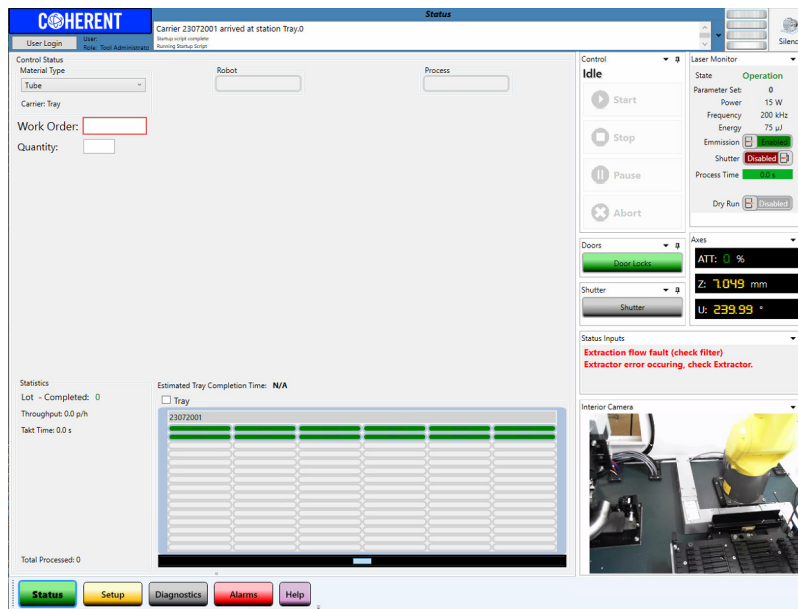 Status
COHERENT
Carrier 23072001 arrived at station Tray.0
Startup script complete
Running Startup Script
User Login
User:
Role: Tool Administrato
Silenc
Control Status
Material Type
Tube
Carrier: Tray
Work Order:
Quantity:
Robot
Process
Control
Idle
Start
Stop
Pause
Abort
Laser Monitor
State Operation
Parameter Set: 0
Power 15 W
Frequency 200 kHz
Energy 75 µJ
Emmission Enabled
Shutter Disabled
Process Time 0.0 s
Dry Run Disabled
Doors
Door Locks
Shutter
Shutter
Axes
ATT: 0 %
Z: 7.049 mm
U: 239.99 °
Status Inputs
Extraction flow fault (check filter)
Extractor error occuring, check Extractor.
Statistics
Lot - Completed: 0
Throughput: 0.0 p/h
Takt Time: 0.0 s
Total Processed: 0
Estimated Tray Completion Time: N/A
Tray
23072001
Interior Camera
Status
Setup
Diagnostics
Alarms
Help